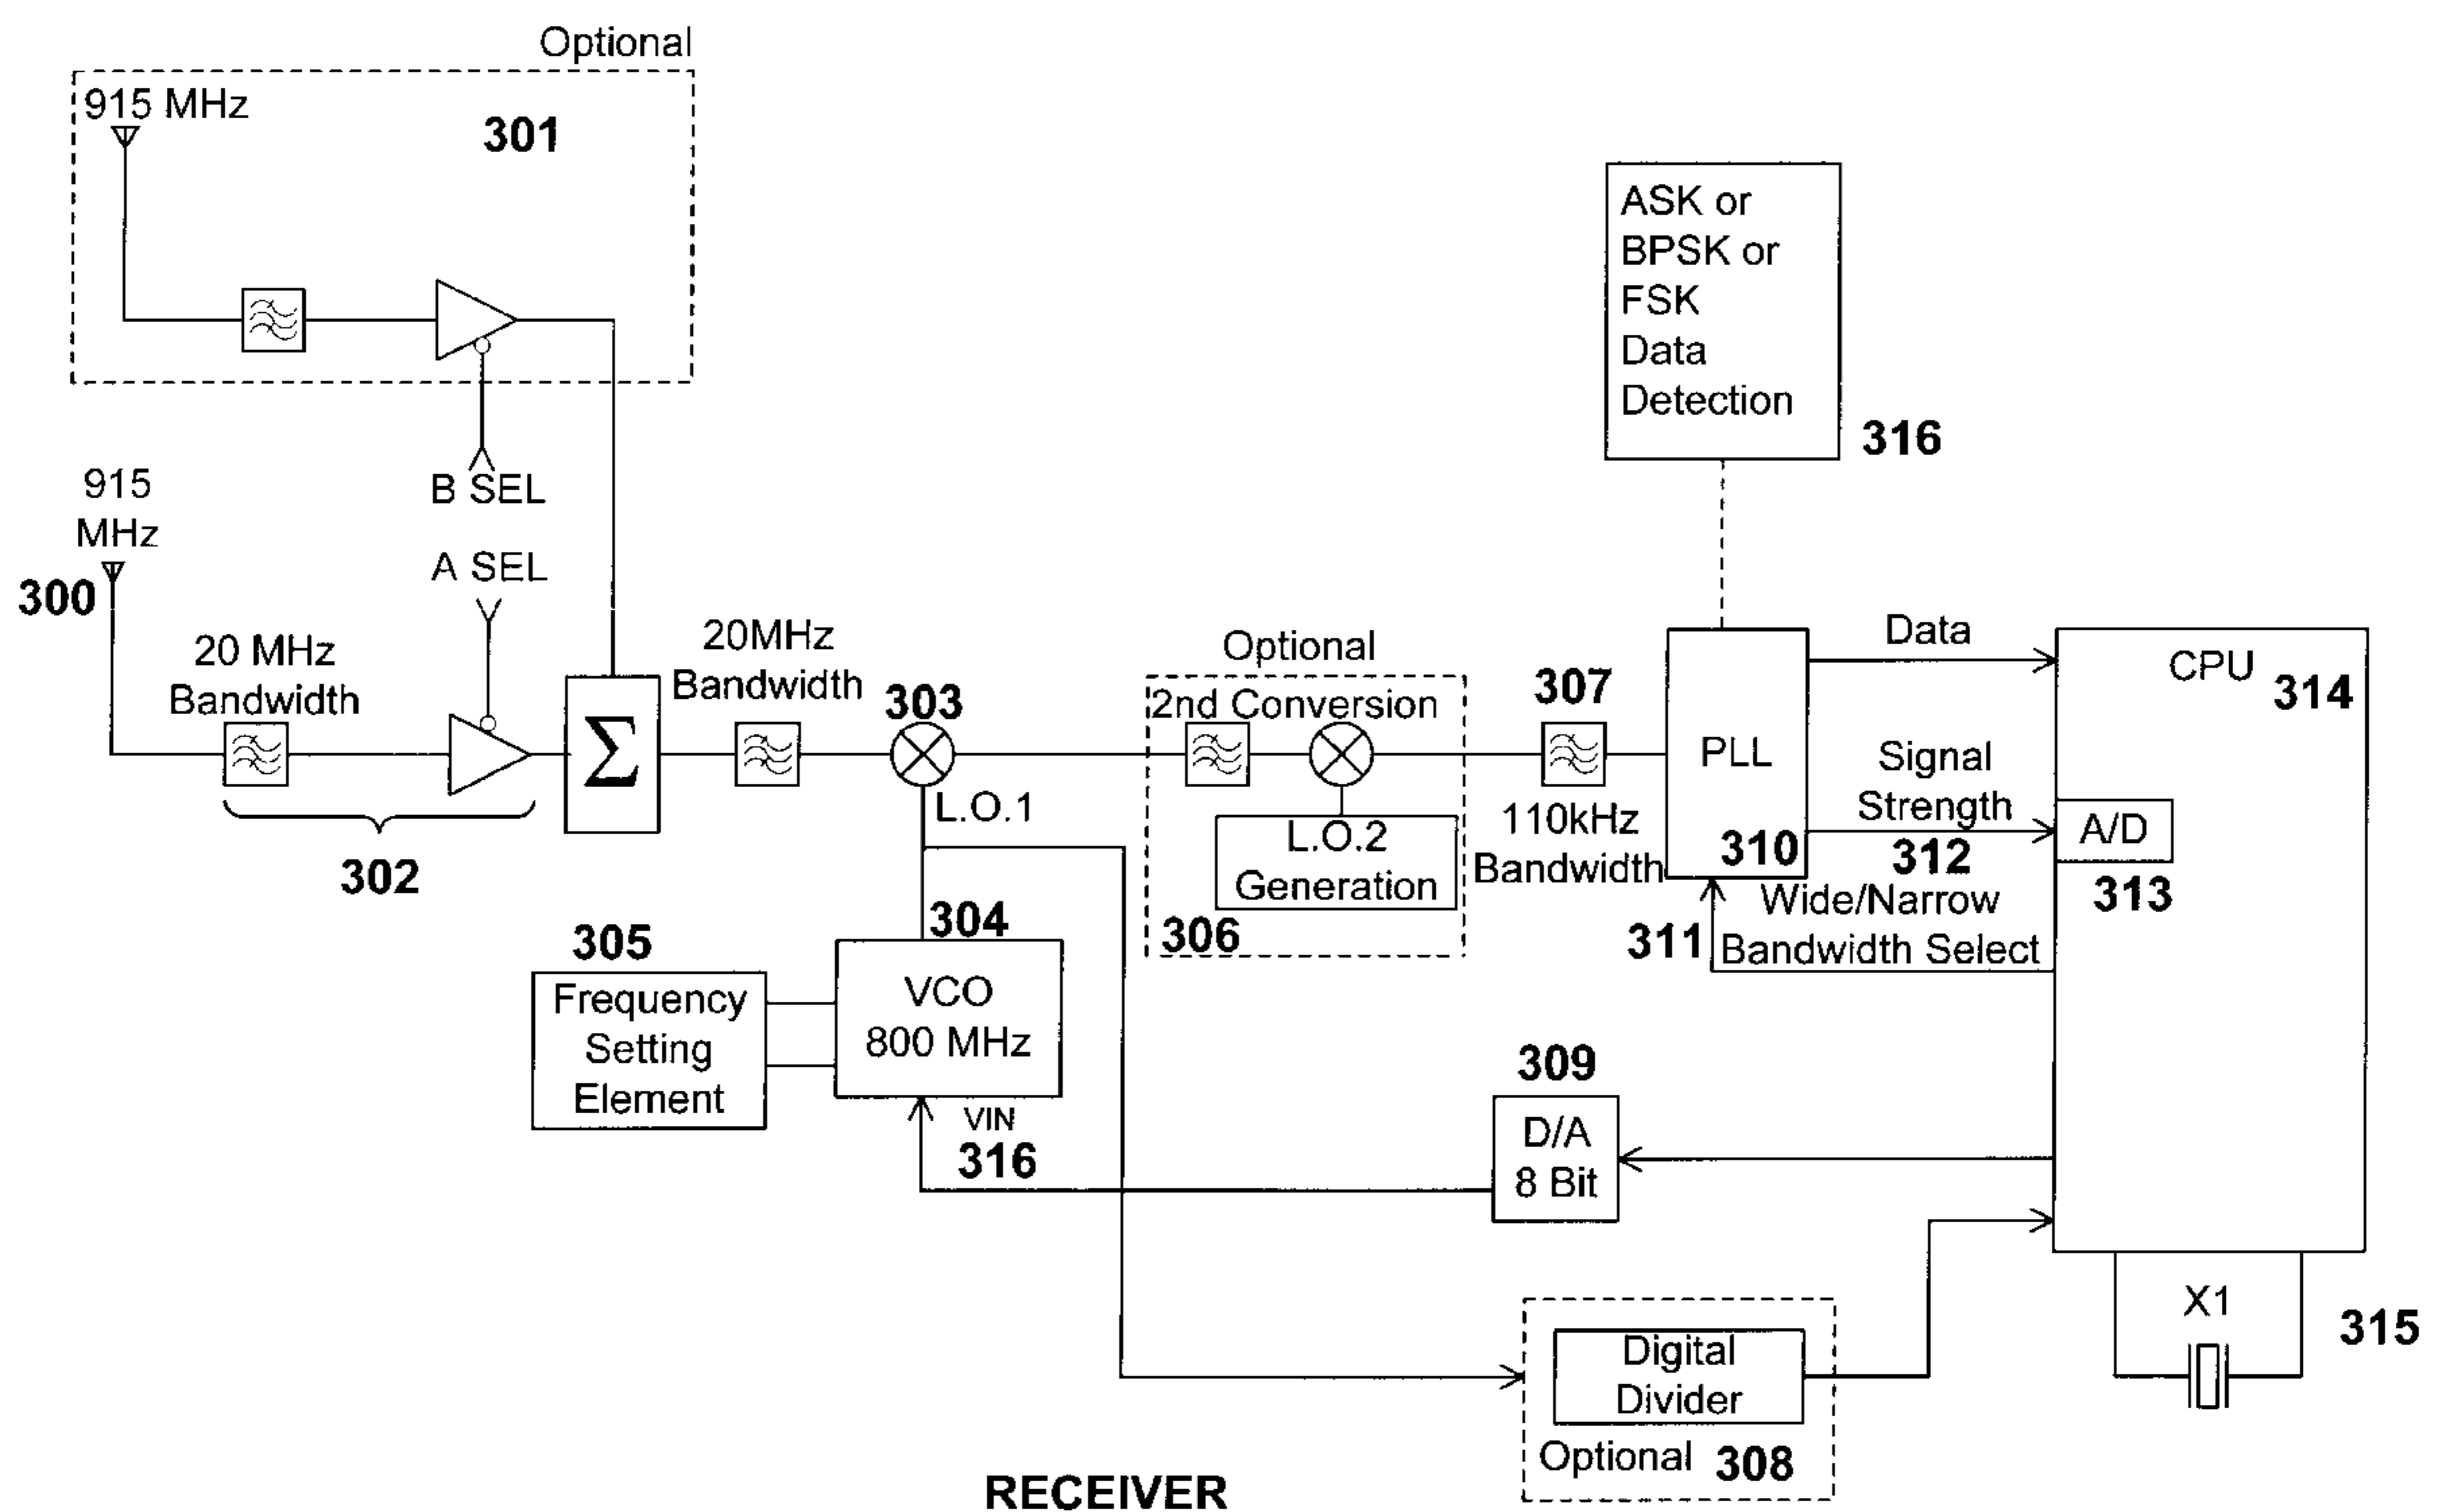 Optional
915 MHz
301
B SEL
915
MHz
300
A SEL
20 MHz
Bandwidth
302
Σ
20MHz
Bandwidth
303
L.O.1
304
VCO
800 MHz
305
Frequency
Setting
Element
VIN
316
Optional
2nd Conversion
L.O.2
Generation
306
307
110kHz
Bandwidth
ASK or
BPSK or
FSK
Data
Detection
316
PLL
310
Data
Signal
Strength
312
CPU
314
A/D
313
311
Wide/Narrow
Bandwidth Select
309
D/A
8 Bit
Digital
Divider
Optional 308
X1
315
RECEIVER